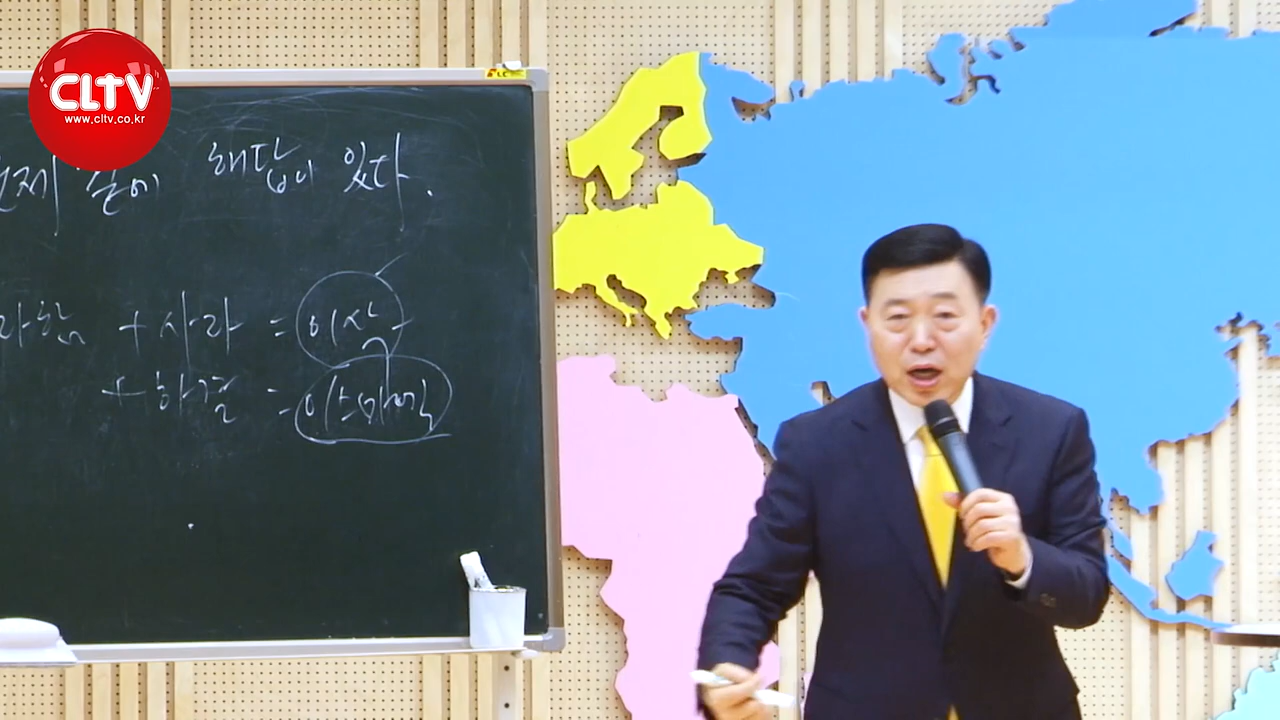 CLTV
www.cltv.co.kr
해답이 있다.
+ 사라 = 이삭
+ 하갈 = 이스마엘